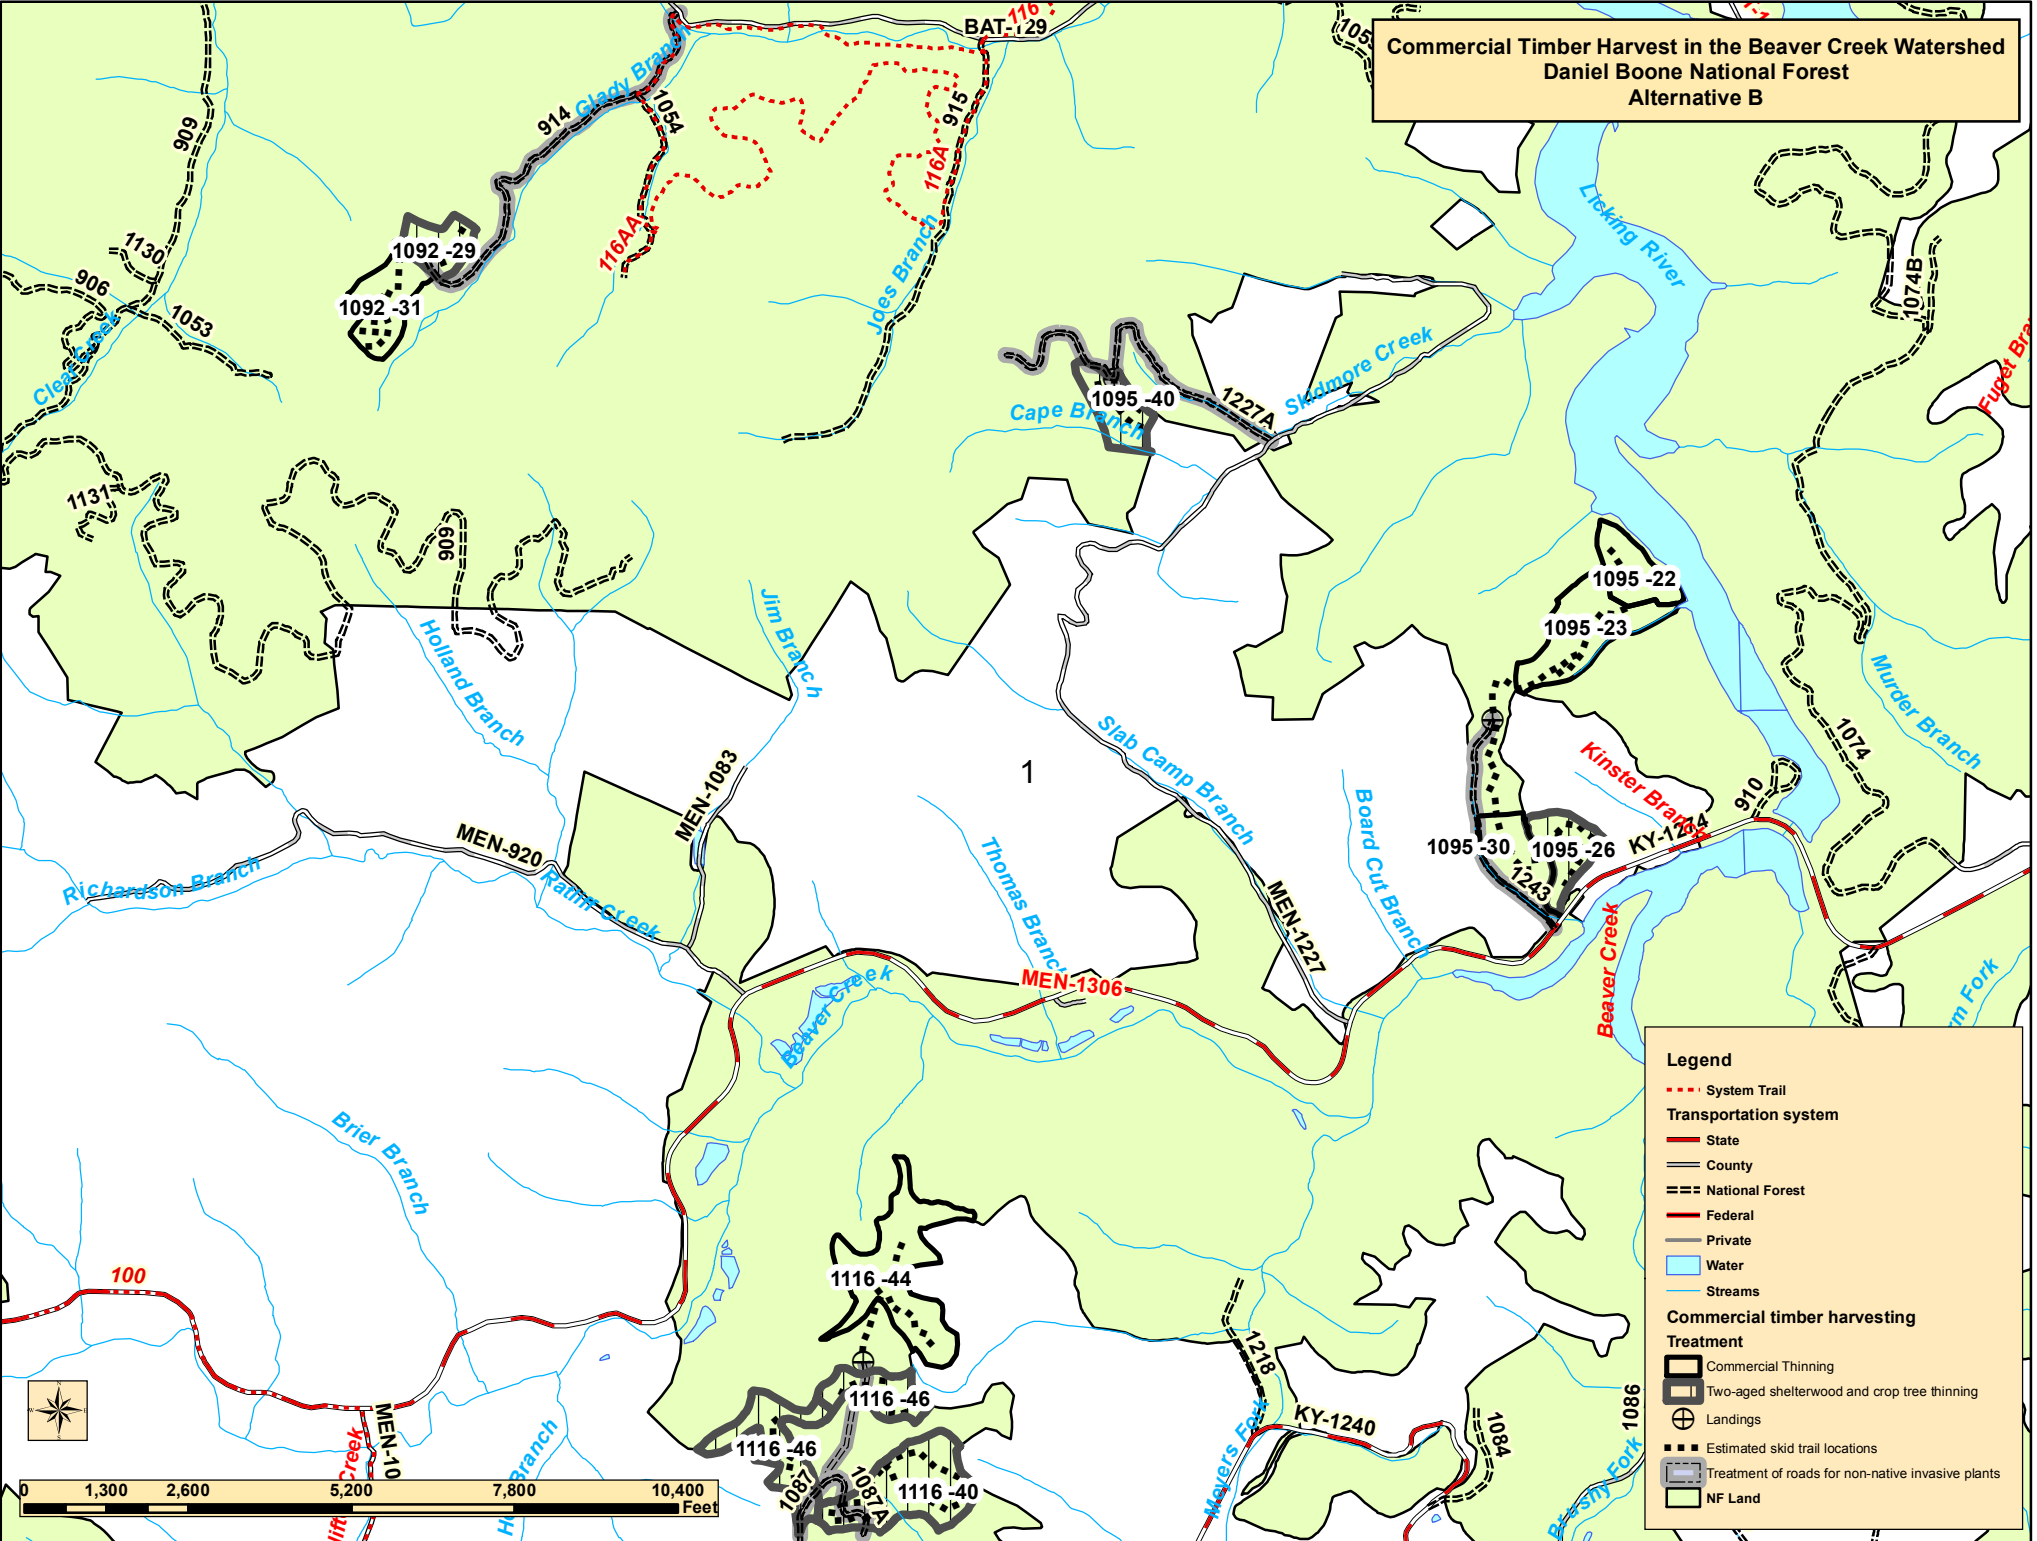 116
BAT-129
Commercial Timber Harvest in the Beaver Creek Watershed
Daniel Boone National Forest
Alternative B
Glady Branch
914
1054
915
909
116A
116AA
Joes Branch
Licking River
1130
906
1053
Clear Creek
1092 -29
1092 -31
1074B
1095 -40
Cape Branch
1227A
Skidmore Creek
1131
909
1095 -22
1095 -23
Holland Branch
Jim Branch
Murder Branch
1074
Slab Camp Branch
Kinster Branch
910
KY-1244
1
MEN-1083
MEN-920
Richardson Branch
Ratliff Creek
Thomas Branch
Board Cut Branch
1095 -30
1095 -26
1243
MEN-1227
Beaver Creek
MEN-1306
Beaver Creek
Brier Branch
100
1116 -44
1116 -46
1116 -46
1116 -40
1087
1087A
1218
KY-1240
1084
1086
Meyers Fork
Brushy Fork
MEN-10
Creek
Branch
N
W
E
S
0 1,300 2,600 5,200 7,800 10,400
Feet
Legend
System Trail
Transportation system
State
County
National Forest
Federal
Private
Water
Streams
Commercial timber harvesting
Treatment
Commercial Thinning
Two-aged shelterwood and crop tree thinning
Landings
Estimated skid trail locations
Treatment of roads for non-native invasive plants
NF Land